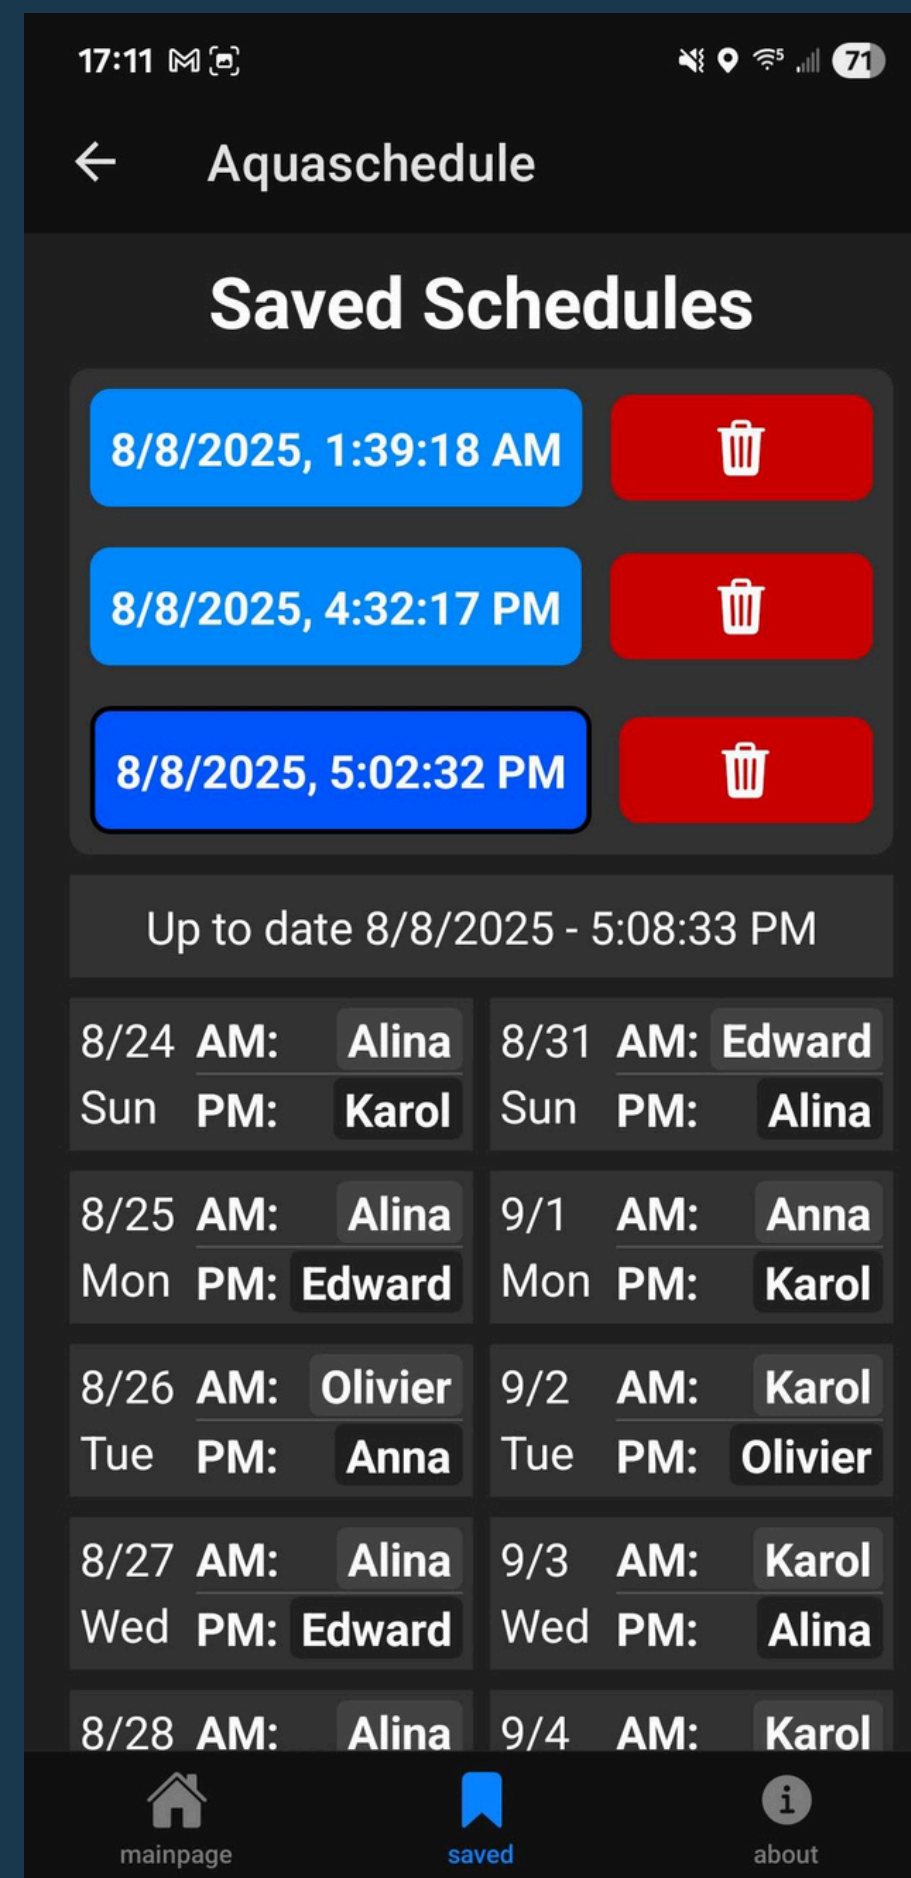 17:11
71
Aquaschedule
Saved Schedules
8/8/2025, 1:39:18 AM
8/8/2025, 4:32:17 PM
8/8/2025, 5:02:32 PM
Up to date 8/8/2025 - 5:08:33 PM
8/24 AM: Alina
Sun PM: Karol
8/31 AM: Edward
Sun PM: Alina
8/25 AM: Alina
Mon PM: Edward
9/1 AM: Anna
Mon PM: Karol
8/26 AM: Olivier
Tue PM: Anna
9/2 AM: Karol
Tue PM: Olivier
8/27 AM: Alina
Wed PM: Edward
9/3 AM: Karol
Wed PM: Alina
8/28 AM: Alina
9/4 AM: Karol
mainpage
saved
about